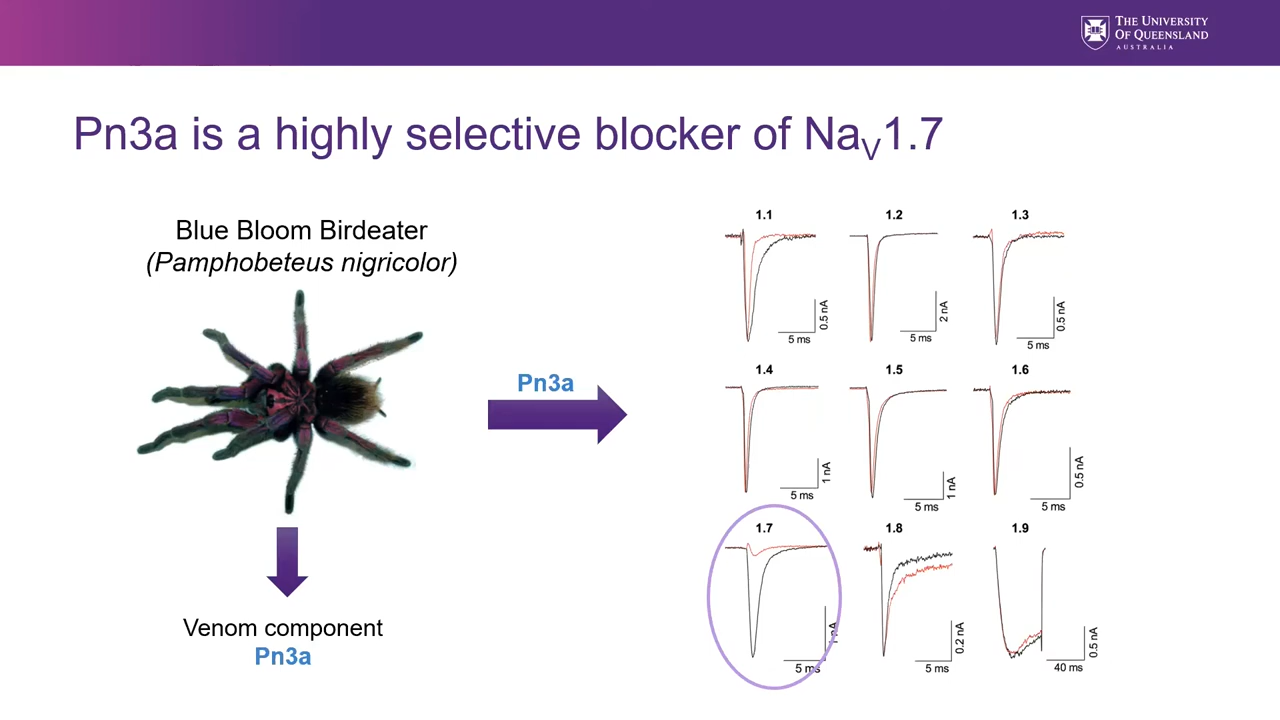 THE UNIVERSITY
OF QUEENSLAND
AUSTRALIA
Pn3a is a highly selective blocker of NaV1.7
Blue Bloom Birdeater
(Pamphobeteus nigricolor)
Pn3a
Venom component
Pn3a
1.1
0.5 nA
5 ms
1.2
2 nA
5 ms
1.3
0.5 nA
5 ms
1.4
1 nA
5 ms
1.5
1 nA
5 ms
1.6
0.5 nA
5 ms
1.7
1 nA
5 ms
1.8
0.2 nA
5 ms
1.9
0.5 nA
40 ms